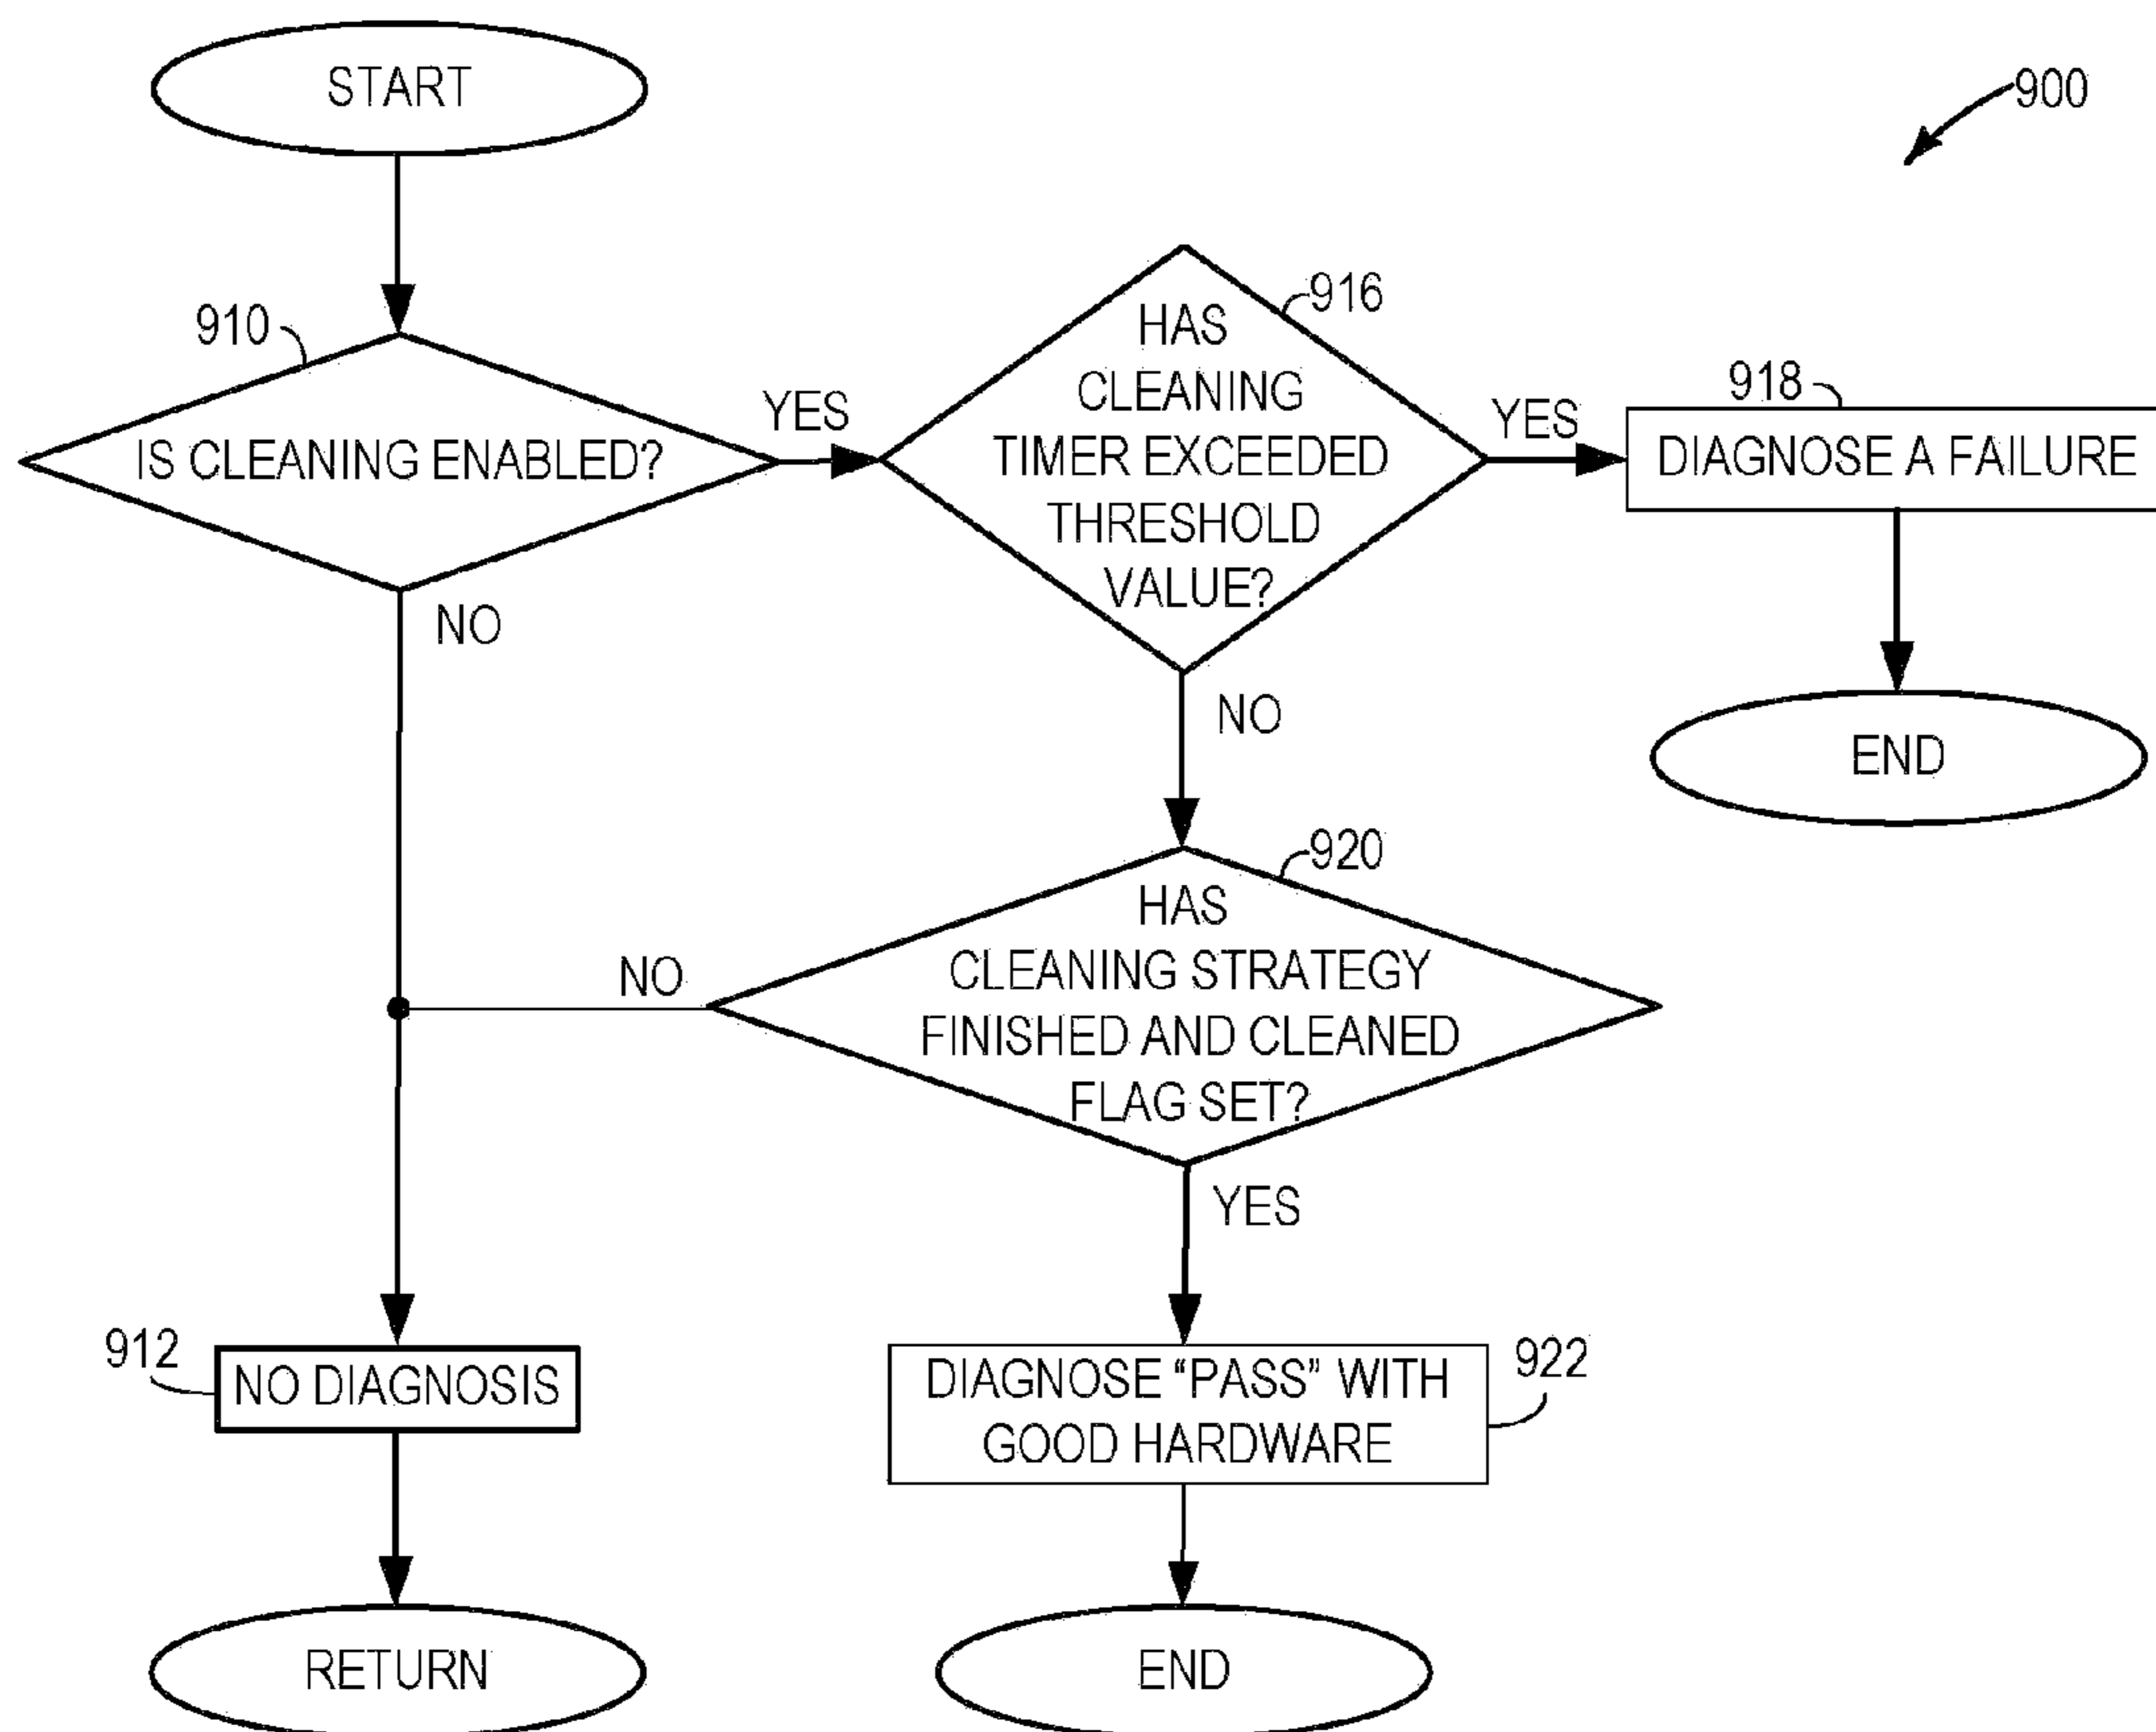 START
900
910
IS CLEANING ENABLED?
YES
NO
916
HAS
CLEANING
TIMER EXCEEDED
THRESHOLD
VALUE?
YES
NO
918
DIAGNOSE A FAILURE
END
920
HAS
CLEANING STRATEGY
FINISHED AND CLEANED
FLAG SET?
NO
YES
912
NO DIAGNOSIS
RETURN
922
DIAGNOSE “PASS” WITH
GOOD HARDWARE
END